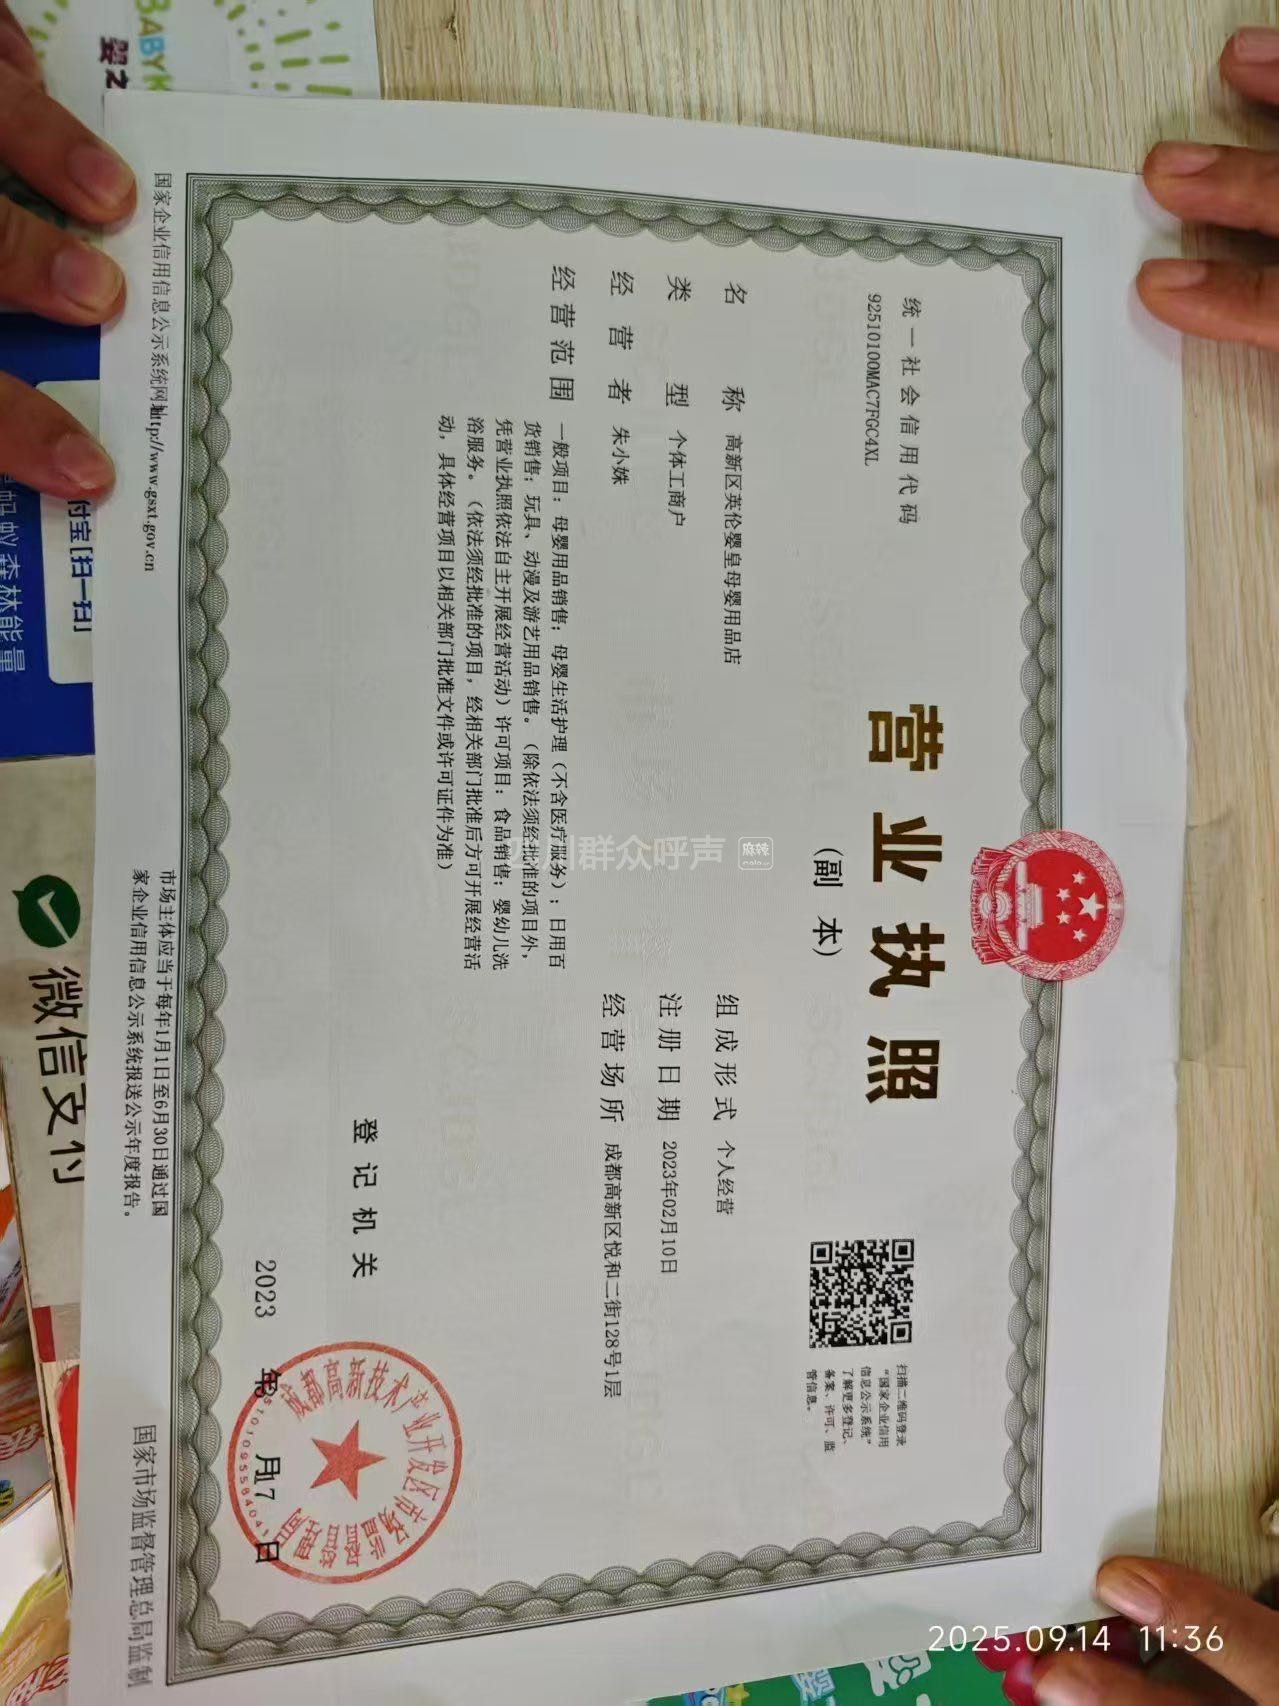 营业执照
（副 本）
统一社会信用代码
92510100MAC7FGC4XL
扫描二维码登录
“国家企业信用
信息公示系统”
了解更多登记、
备案、许可、监
管信息。
名 称 高新区英伦婴皇母婴用品店
类 型 个体工商户
经营者 朱小姝
经营范围 一般项目：母婴用品销售；母婴生活护理（不含医疗服务）；日用百
货销售；玩具、动漫及游艺用品销售。（除依法须经批准的项目外，
凭营业执照依法自主开展经营活动）许可项目：食品销售；婴幼儿洗
浴服务。（依法须经批准的项目，经相关部门批准后方可开展经营活
动，具体经营项目以相关部门批准文件或许可证件为准）
组成形式 个人经营
注册日期 2023年02月10日
经营场所 成都高新区悦和二街128号1层
登记机关
2023 年 月17 日
成都高新技术产业开发区市场监督管理局
国家企业信用信息公示系统网址http://www.gsxt.gov.cn
市场主体应当于每年1月1日至6月30日通过国
家企业信用信息公示系统报送公示年度报告。
国家市场监督管理总局监制
群众呼声
麻辣
BABY
婴之
付宝[扫一扫]
蚂蚁森林能量
微信支付
2025.09.14 11:36